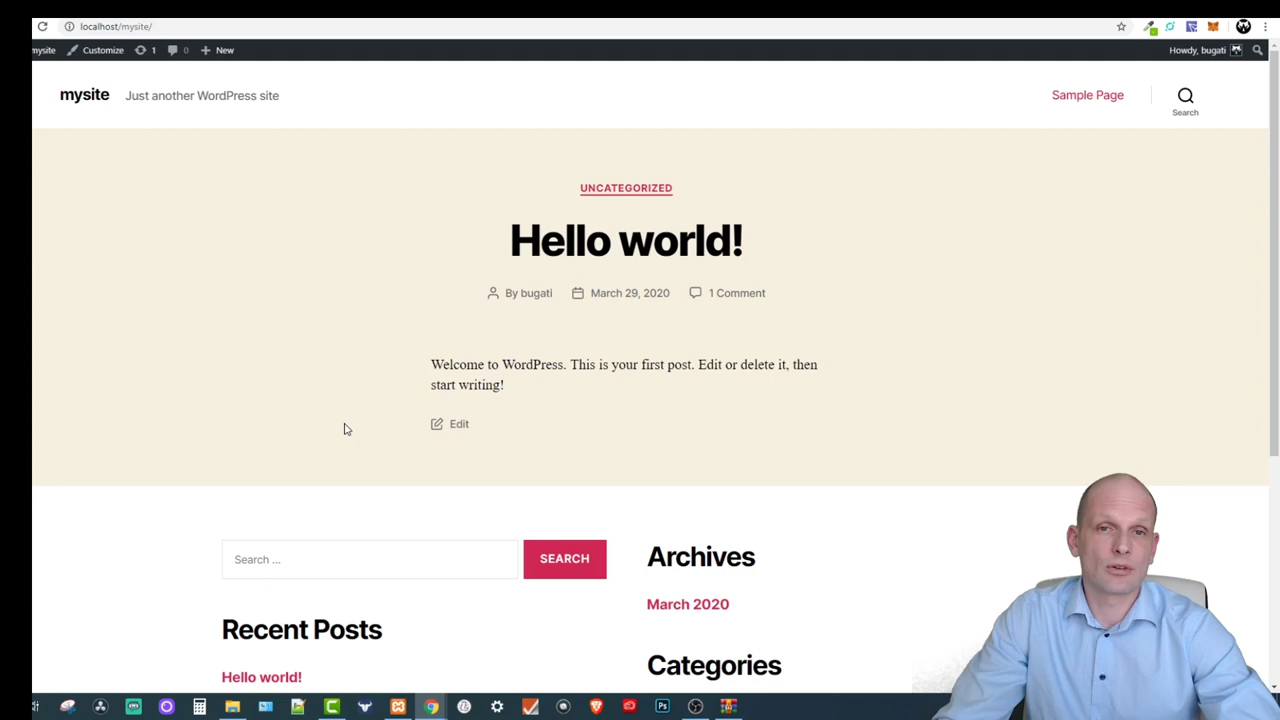 localhost/mysite/
mysite Customize 1 0 New Howdy, bugati
mysite Just another WordPress site Sample Page
Search
UNCATEGORIZED
Hello world!
By bugati March 29, 2020 1 Comment
Welcome to WordPress. This is your first post. Edit or delete it, then
start writing!
Edit
Search ... SEARCH
Archives
March 2020
Recent Posts
Categories
Hello world!
Ps